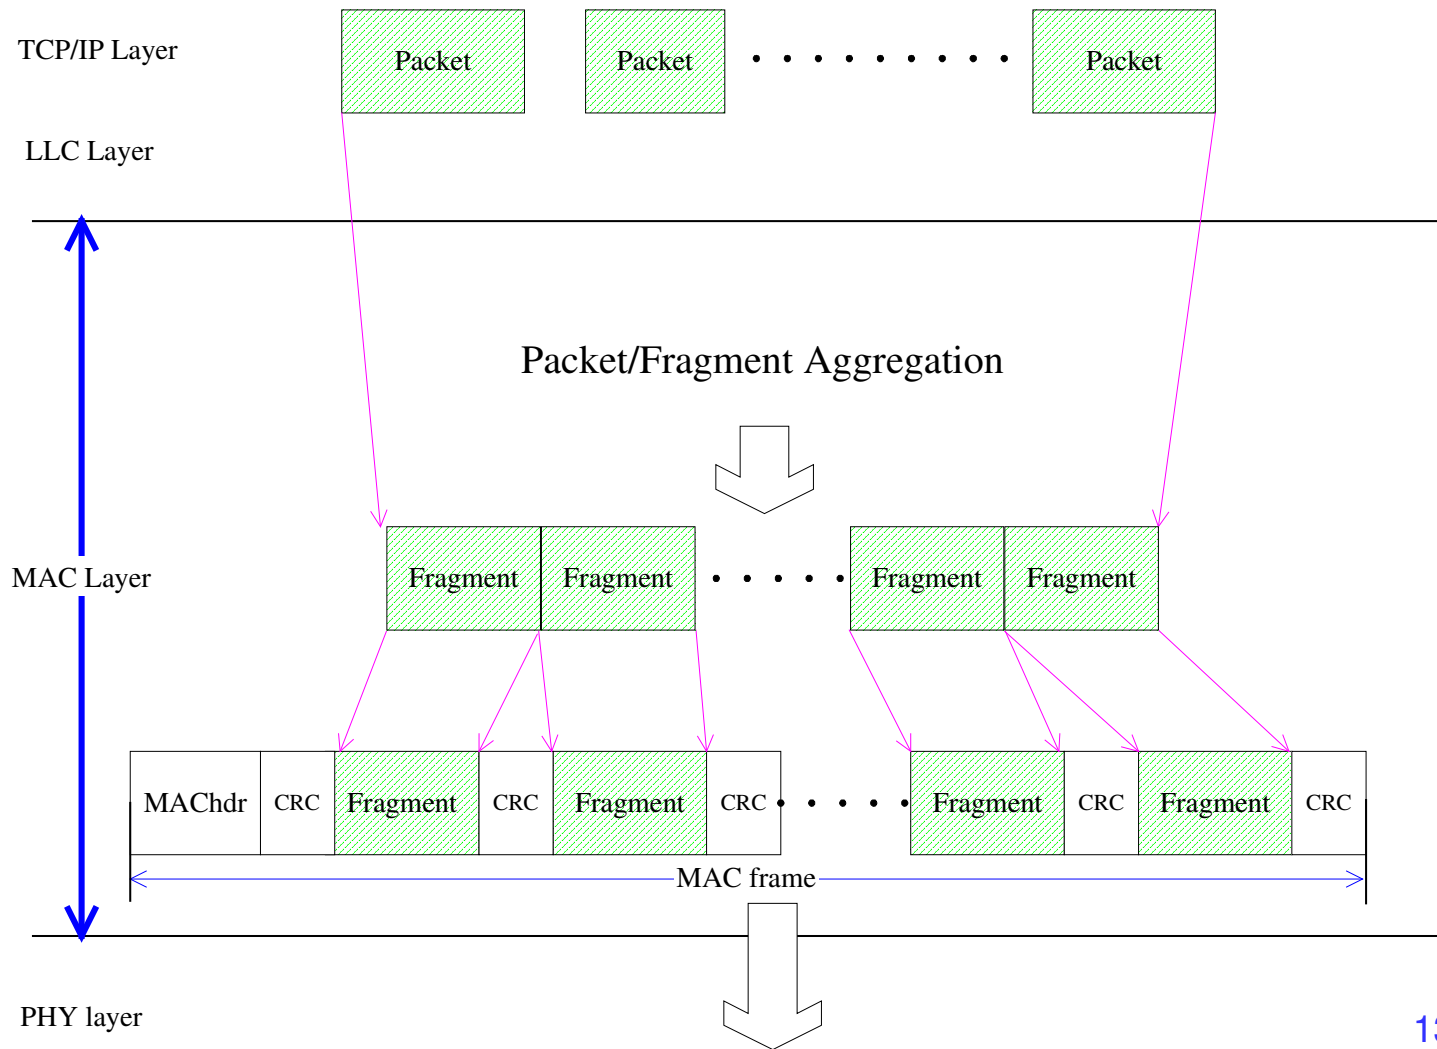 TCP/IP Layer
Packet
Packet
Packet
LLC Layer
Packet/Fragment Aggregation
MAC Layer
Fragment
Fragment
Fragment
Fragment
MAChdr
CRC
Fragment
CRC
Fragment
CRC
Fragment
CRC
Fragment
CRC
MAC frame
PHY layer